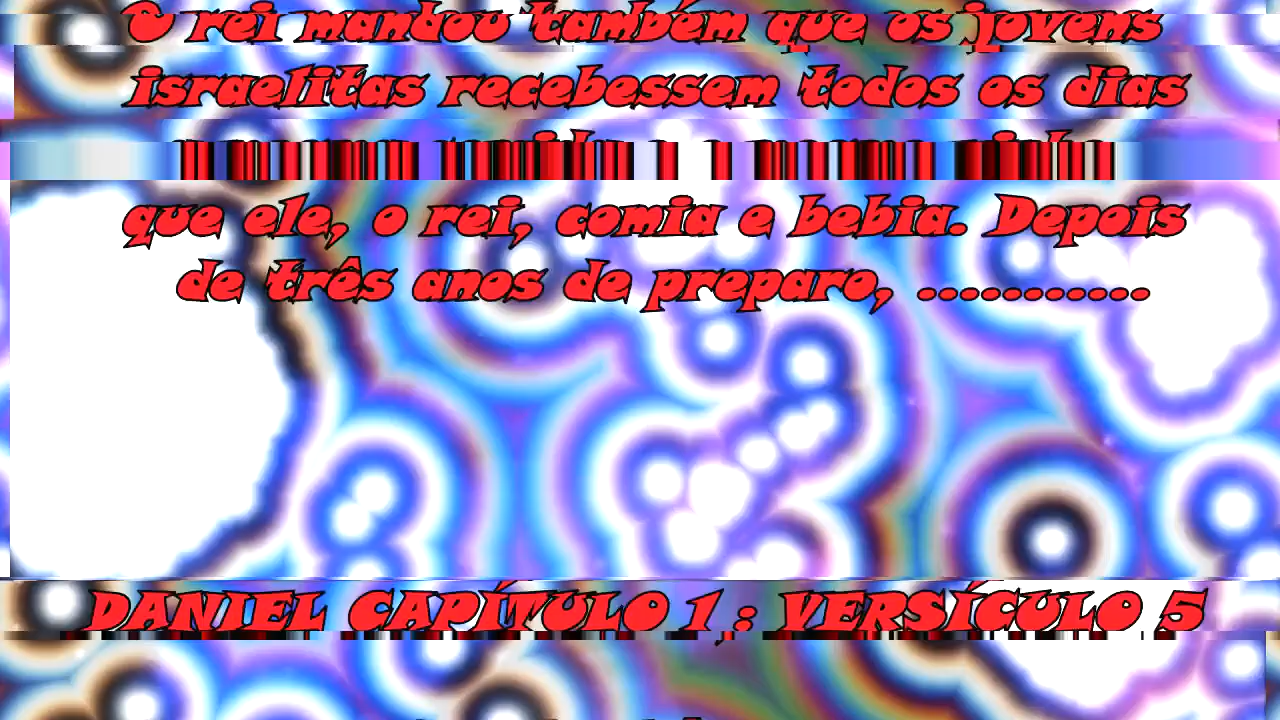 O rei mandou também que os jovens
israelitas recebessem todos os dias
que ele, o rei, comia e bebia. Depois
de três anos de preparo, ...........
DANIEL CAPÍTULO 1 : VERSÍCULO 5